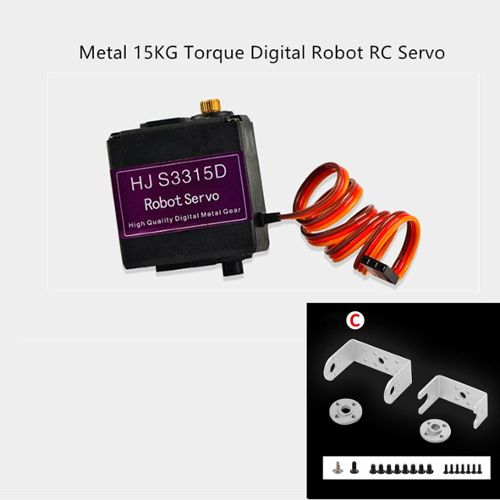 Metal 15KG Torque Digital Robot RC Servo
HJ S3315D
Robot Servo
High Quality Digital Metal Gear
C